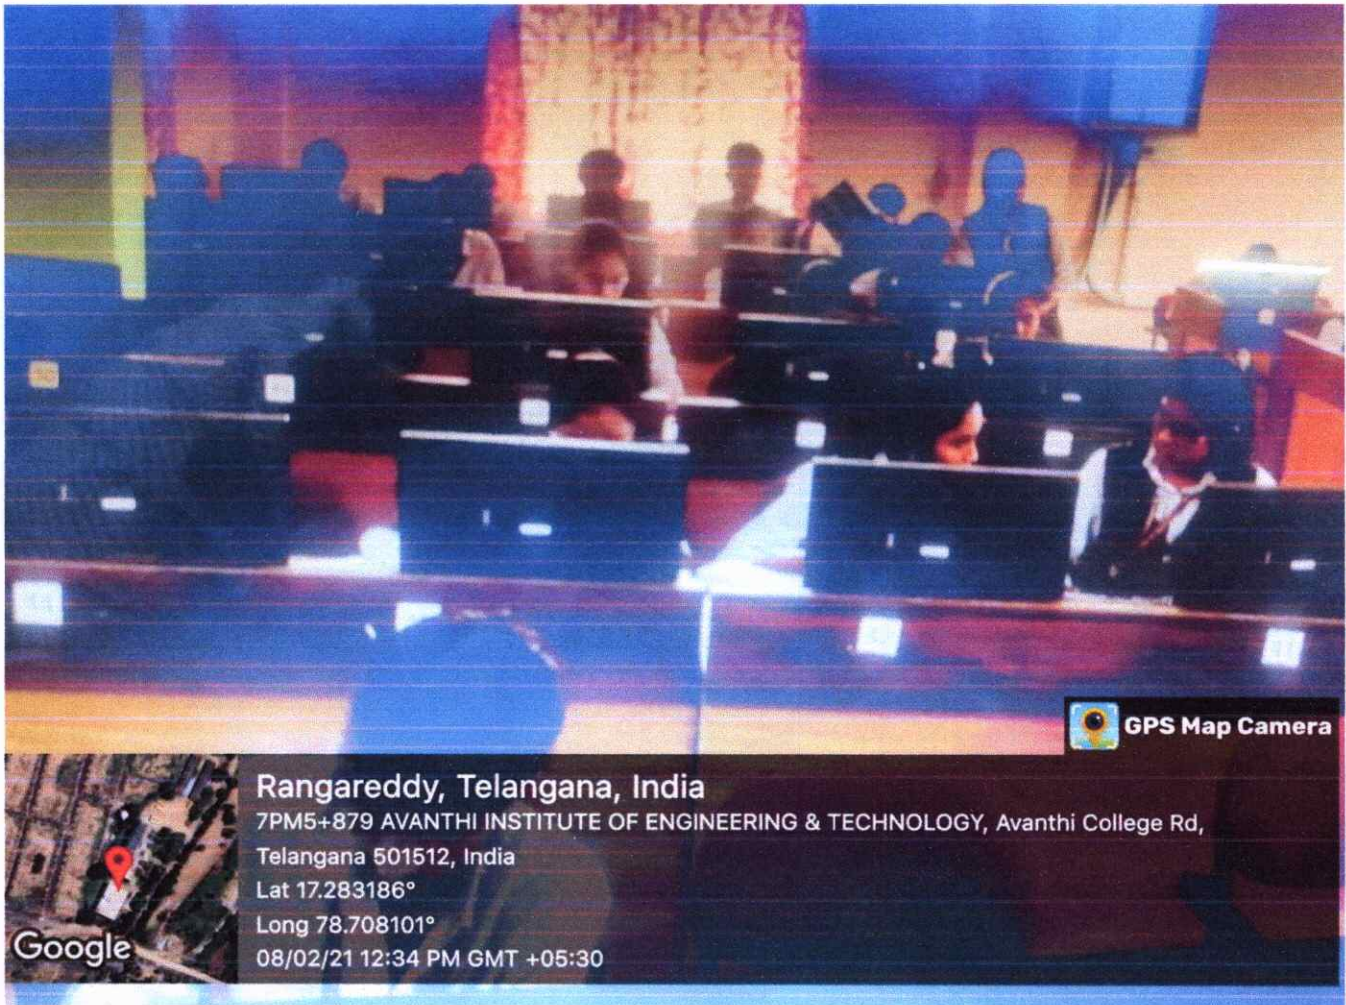 GPS Map Camera
Rangareddy, Telangana, India
7PM5+879 AVANTHI INSTITUTE OF ENGINEERING & TECHNOLOGY, Avanthi College Rd,
Telangana 501512, India
Lat 17.283186°
Long 78.708101°
08/02/21 12:34 PM GMT +05:30
Google